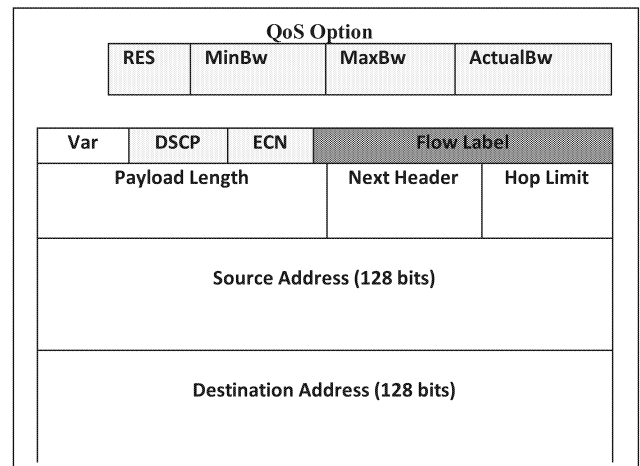 QoS Option
RES MinBw MaxBw ActualBw
Var DSCP ECN Flow Label
Payload Length Next Header Hop Limit
Source Address (128 bits)
Destination Address (128 bits)